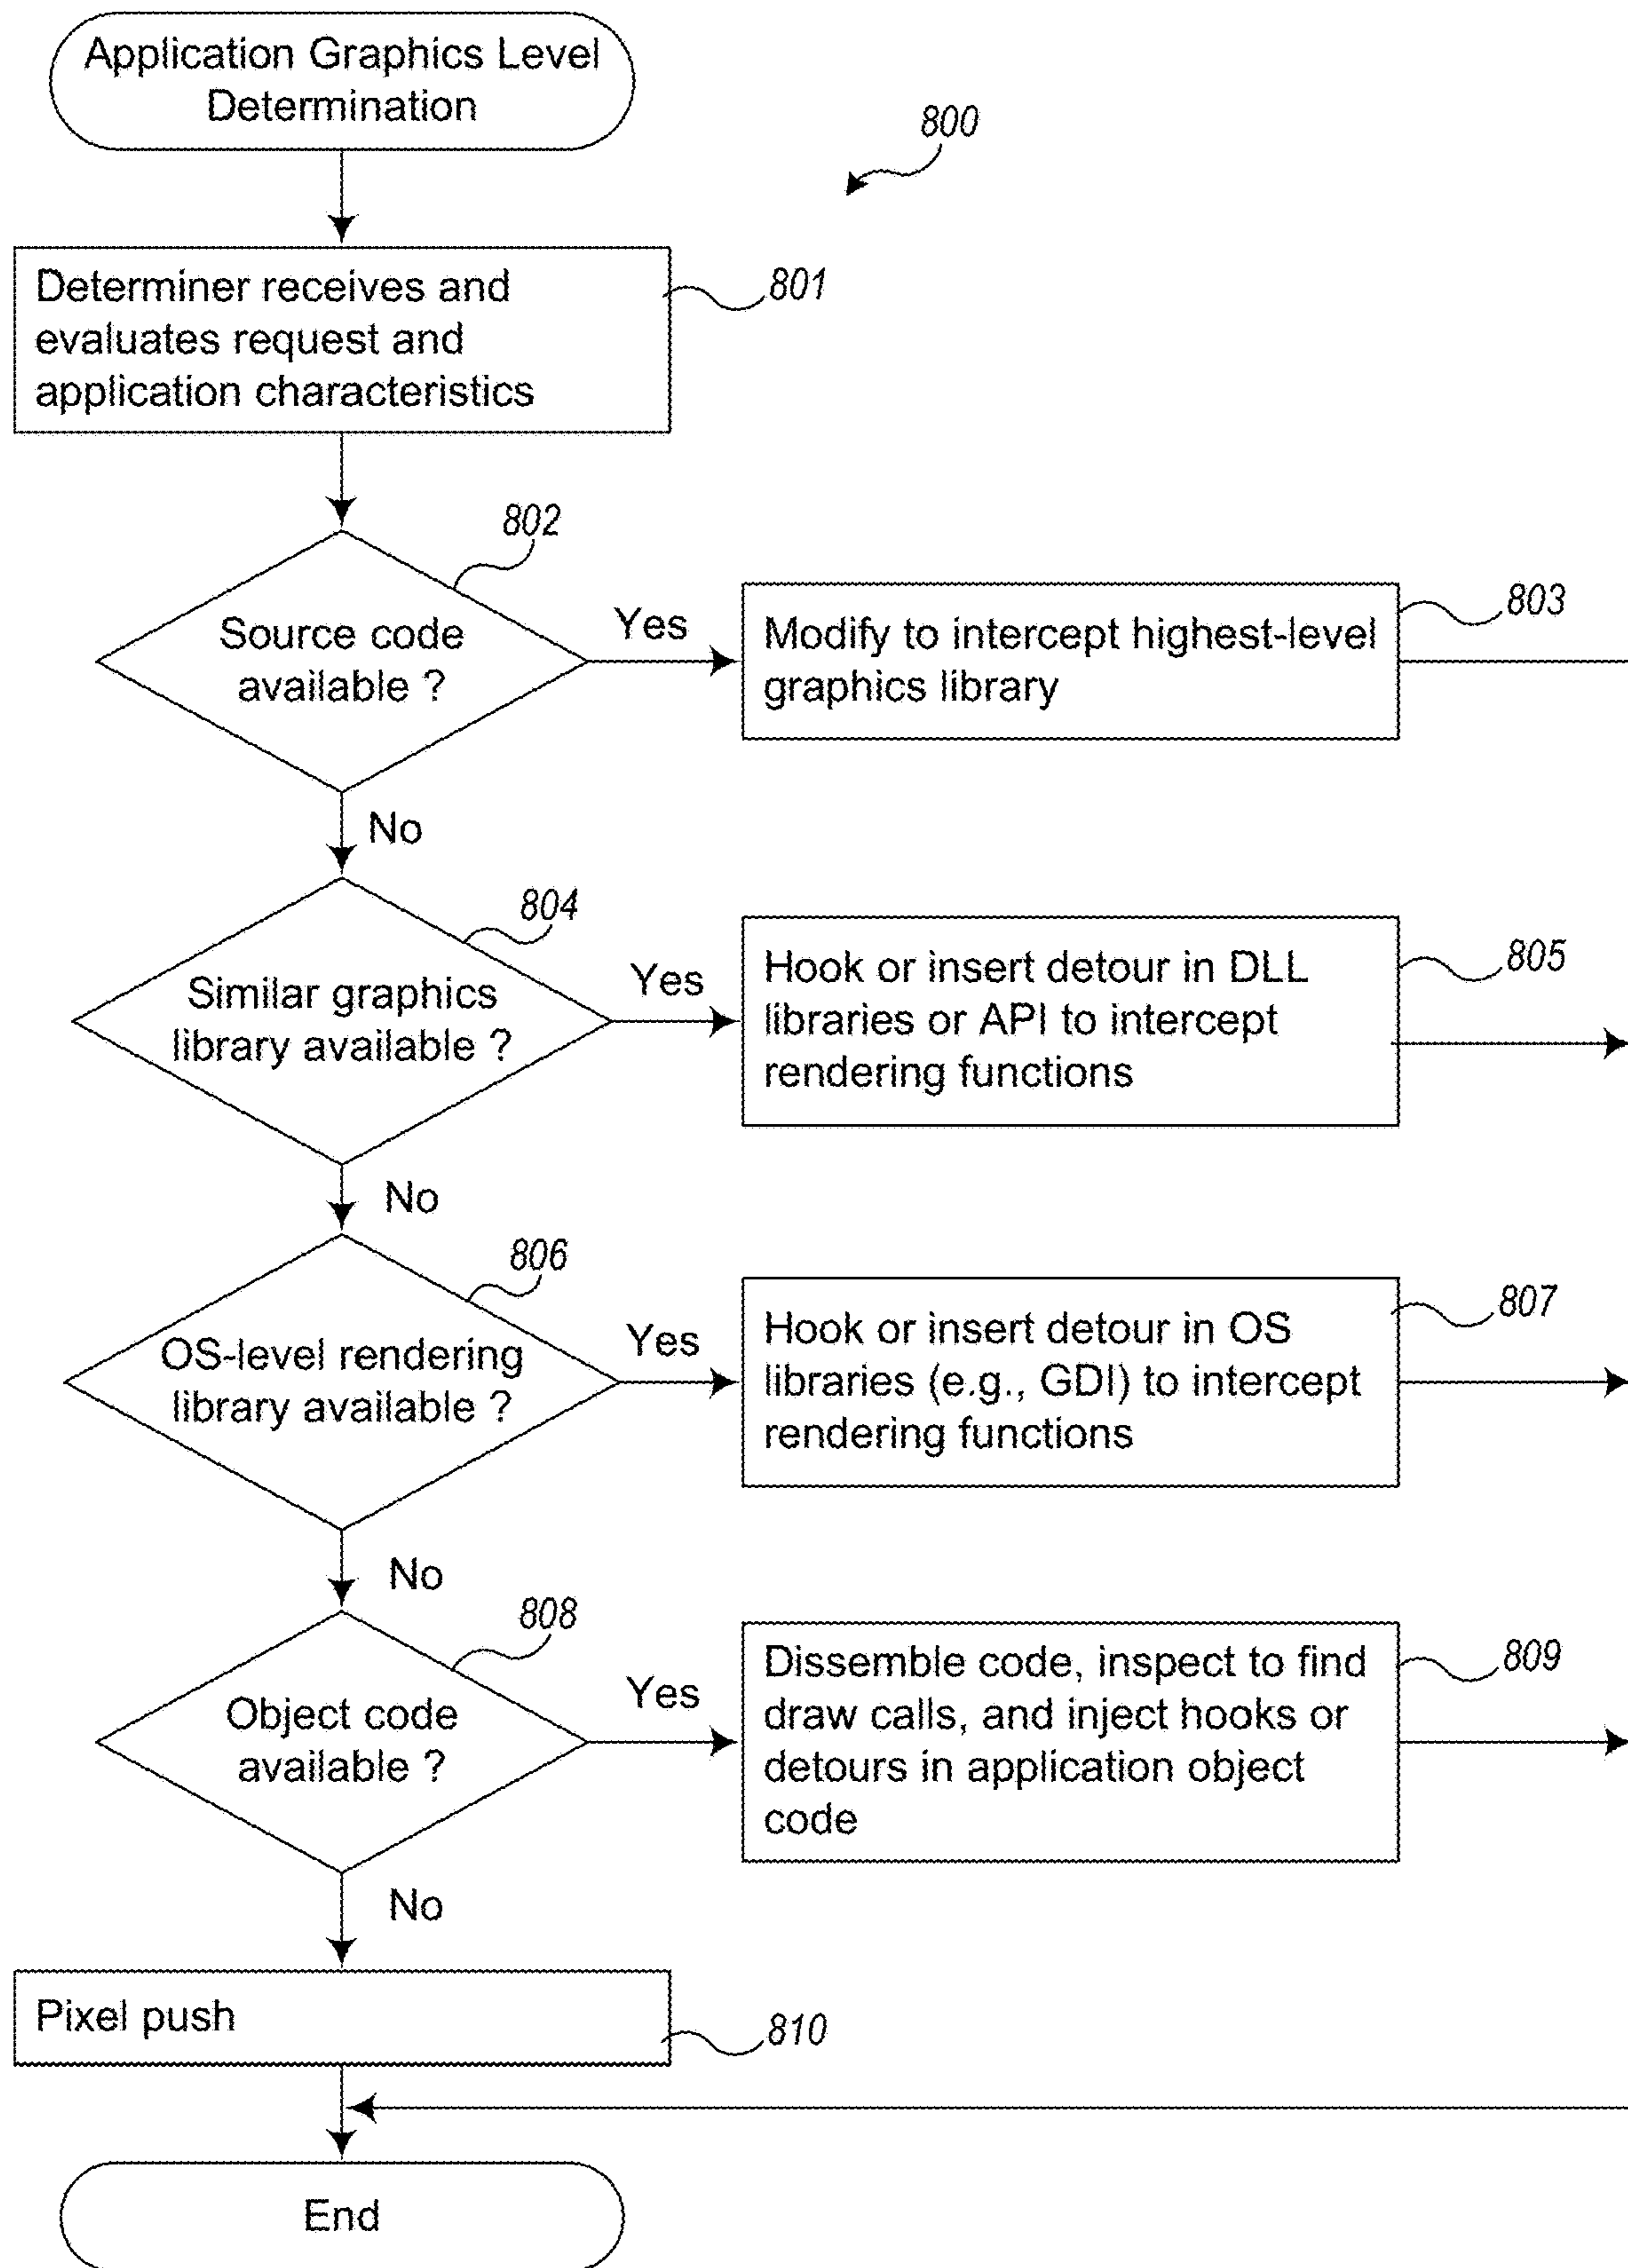 Application Graphics Level
Determination
800
Determiner receives and
evaluates request and
application characteristics
801
802
Source code
available ?
Yes
Modify to intercept highest-level
graphics library
803
No
804
Similar graphics
library available ?
Yes
Hook or insert detour in DLL
libraries or API to intercept
rendering functions
805
No
806
OS-level rendering
library available ?
Yes
Hook or insert detour in OS
libraries (e.g., GDI) to intercept
rendering functions
807
No
808
Object code
available ?
Yes
Dissemble code, inspect to find
draw calls, and inject hooks or
detours in application object
code
809
No
Pixel push
810
End